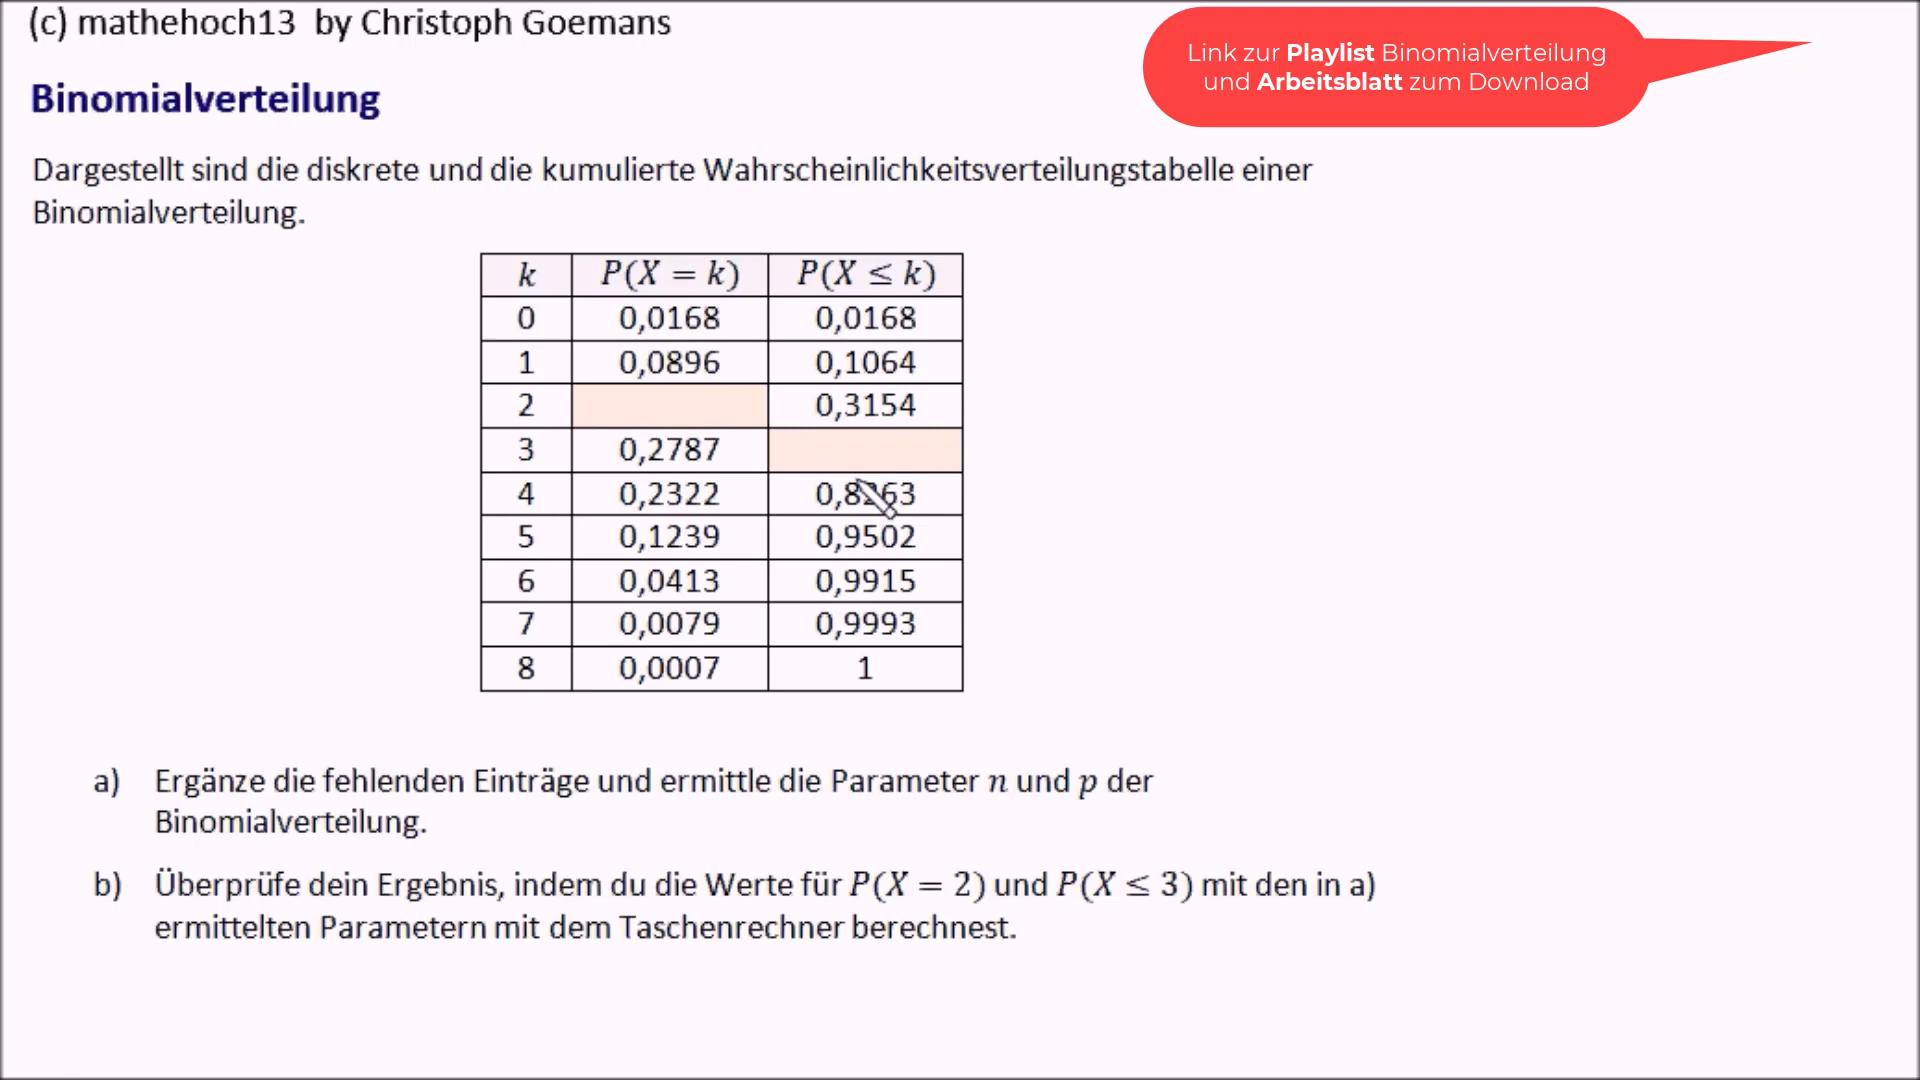 (c) mathehoch13 by Christoph Goemans
Link zur Playlist Binomialverteilung
und Arbeitsblatt zum Download
Binomialverteilung
Dargestellt sind die diskrete und die kumulierte Wahrscheinlichkeitsverteilungstabelle einer
Binomialverteilung.
k P(X = k) P(X ≤ k)
0 0,0168 0,0168
1 0,0896 0,1064
2 0,3154
3 0,2787
4 0,2322 0,8263
5 0,1239 0,9502
6 0,0413 0,9915
7 0,0079 0,9993
8 0,0007 1
a) Ergänze die fehlenden Einträge und ermittle die Parameter n und p der
Binomialverteilung.
b) Überprüfe dein Ergebnis, indem du die Werte für P(X = 2) und P(X ≤ 3) mit den in a)
ermittelten Parametern mit dem Taschenrechner berechnest.